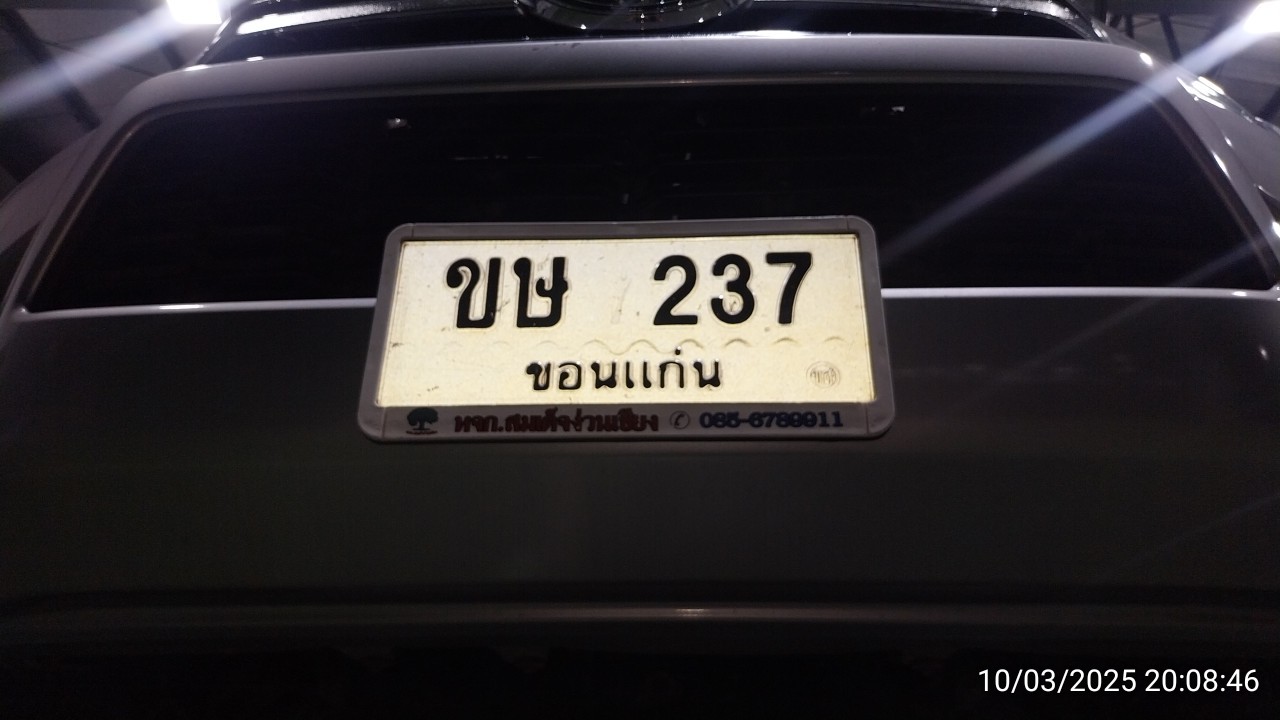 ขษ 237
ขอนแก่น
หจก.สมเด็จง่วนเชียง 085-6789911
10/03/2025 20:08:46